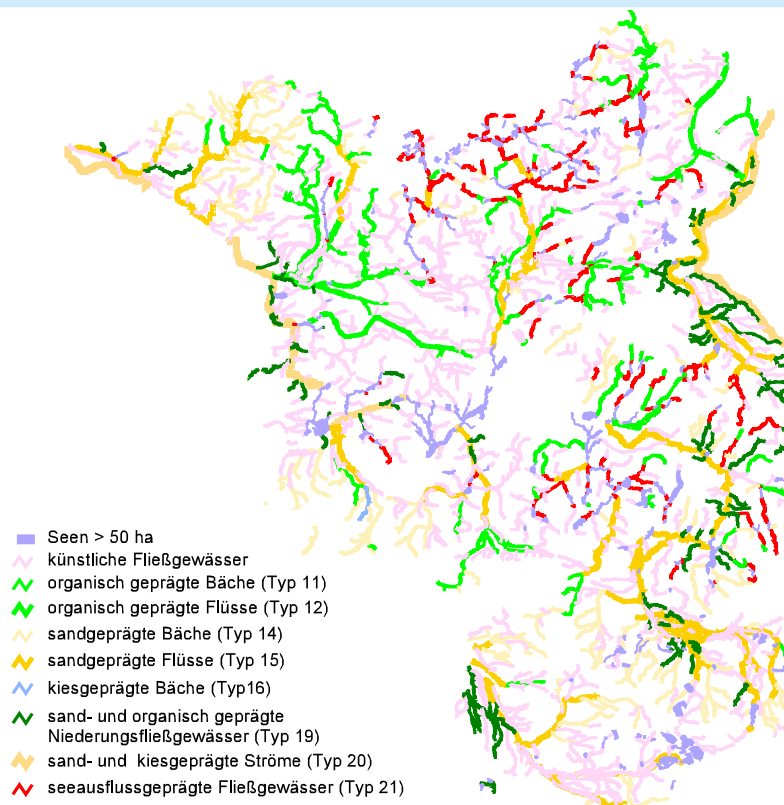 Seen > 50 ha
künstliche Fließgewässer
organisch geprägte Bäche (Typ 11)
organisch geprägte Flüsse (Typ 12)
sandgeprägte Bäche (Typ 14)
sandgeprägte Flüsse (Typ 15)
kiesgeprägte Bäche (Typ16)
sand- und organisch geprägte
Niederungsfließgewässer (Typ 19)
sand- und kiesgeprägte Ströme (Typ 20)
seeausflussgeprägte Fließgewässer (Typ 21)